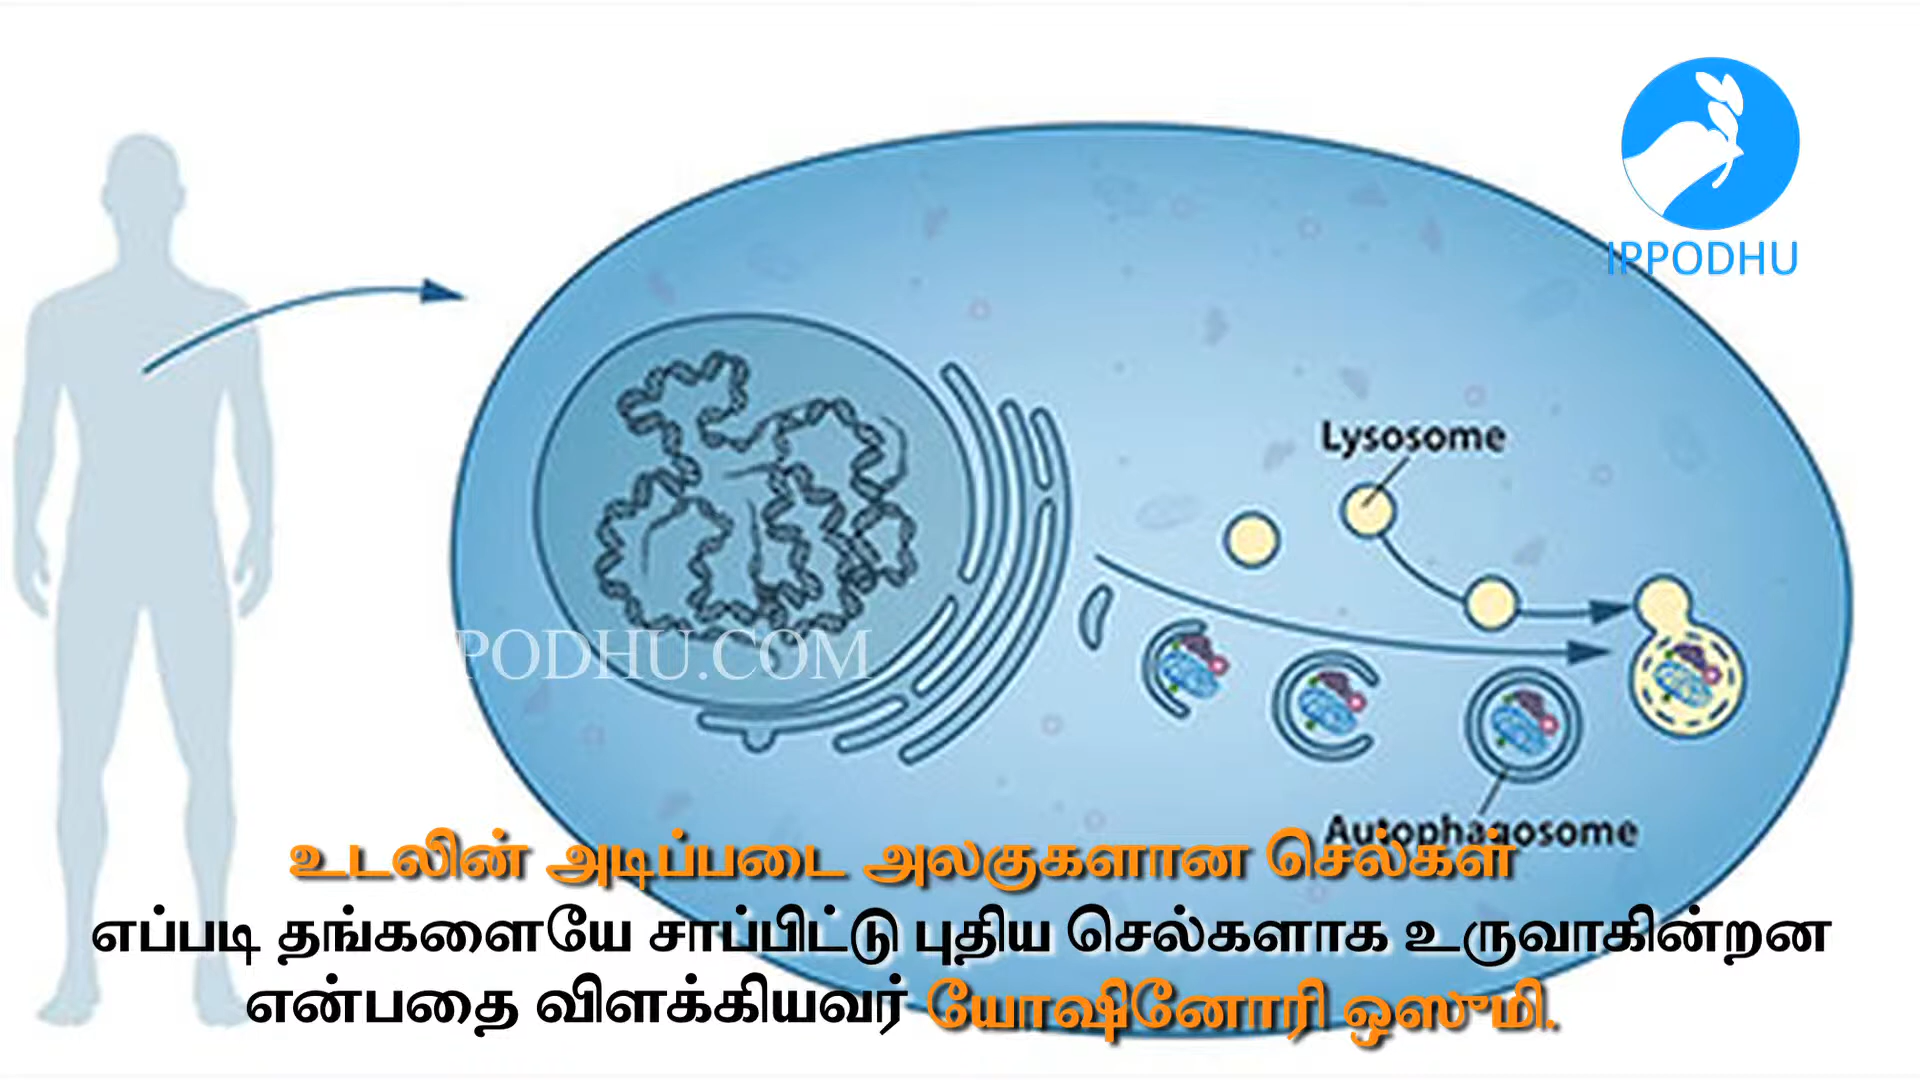 IPPODHU
Lysosome
PODHU.COM
Autophagosome
உடலின் அடிப்படை அலகுகளான செல்கள்
எப்படி தங்களையே சாப்பிட்டு புதிய செல்களாக உருவாகின்றன
என்பதை விளக்கியவர் யோஷினோரி ஒஸுமி.